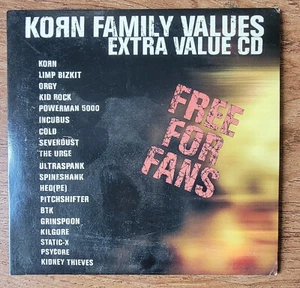 KOЯN FAMILY VALUES
EXTRA VALUE CD
KORN
LIMP BIZKIT
ORGY
KID ROCK
POWERMAN 5000
INCUBUS
COLD
SEVENDUST
THE URGE
ULTRASPANK
SPINESHANK
HED(PE)
PITCHSHIFTER
BTK
GRINSPOON
KILGORE
STATIC-X
PSYCORE
KIDNEY THIEVES
FREE
FOR
FANS